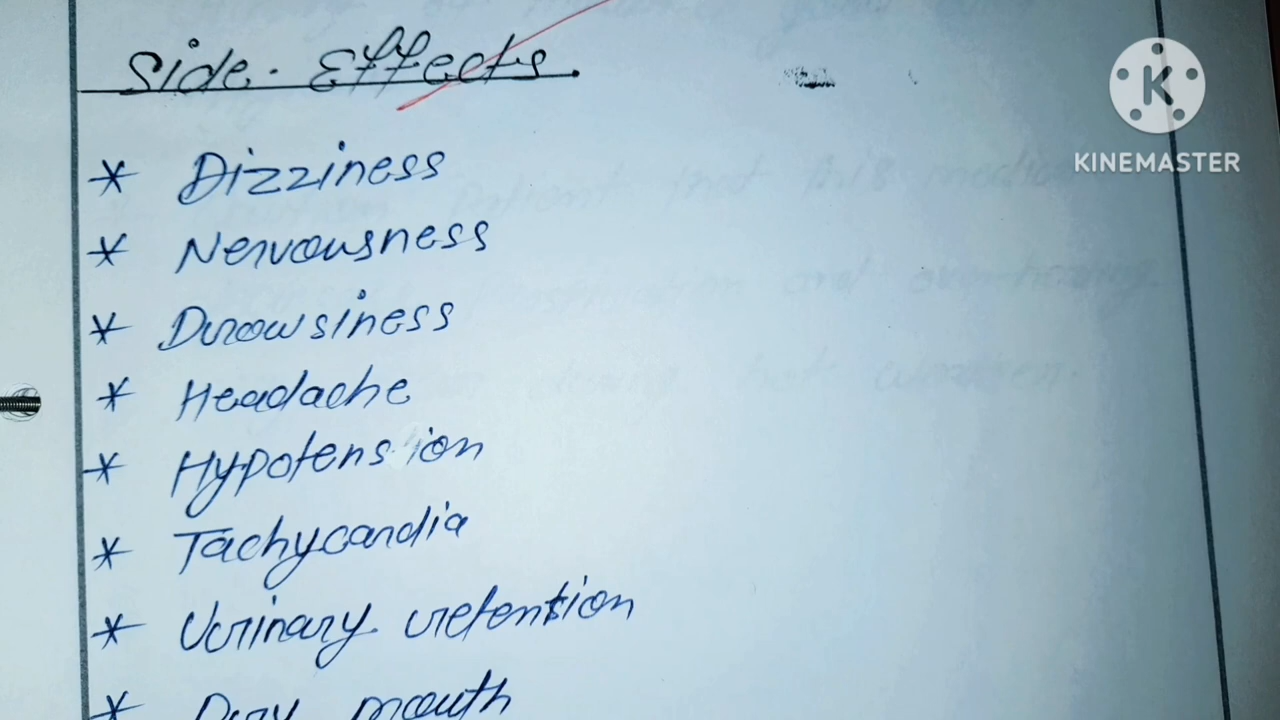 Side. Effects.
K
KINEMASTER
* Dizziness
* Nervousness
* Drowsiness
* Headache
* Hypotension
* Tachycardia
* Urinary retention
* Dry mouth